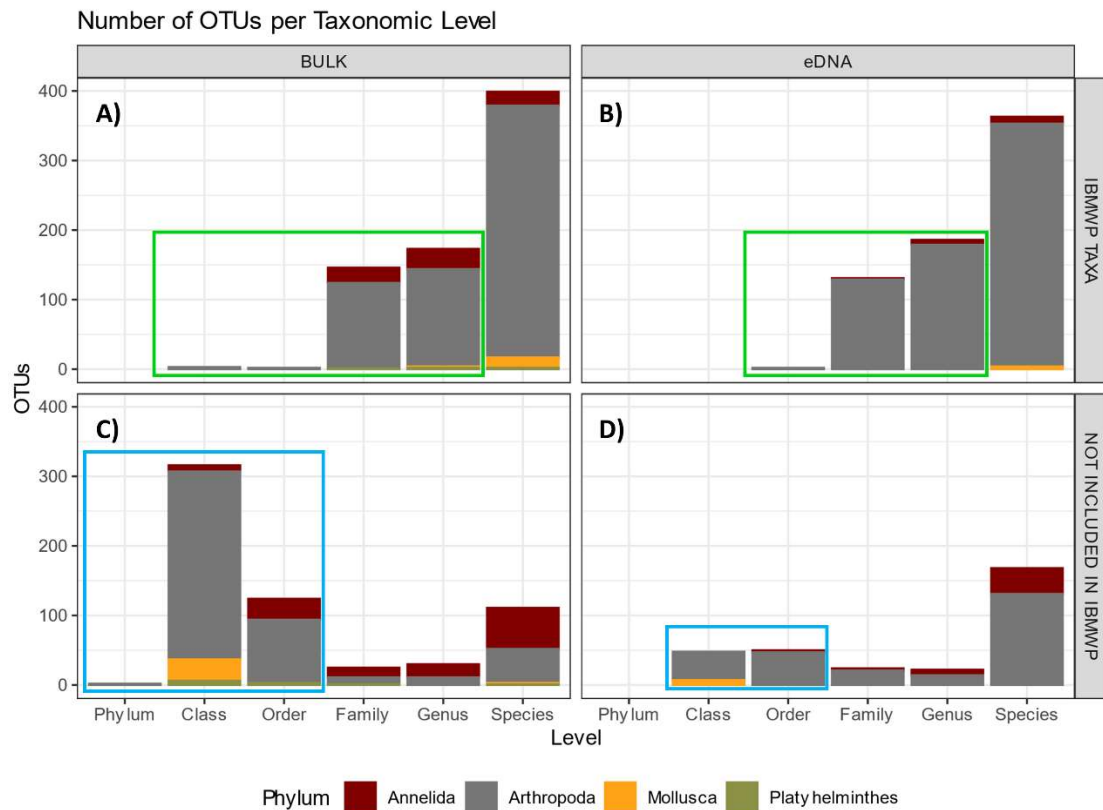 Number of OTUs per Taxonomic Level
BULK
eDNA
A)
B)
400
300
200
100
0
IBMWP TAXA
OTUs
C)
D)
400
300
200
100
0
NOT INCLUDED IN IBMWP
Phylum Class Order Family Genus Species
Phylum Class Order Family Genus Species
Level
Phylum Annelida Arthropoda Mollusca Platyhelminthes